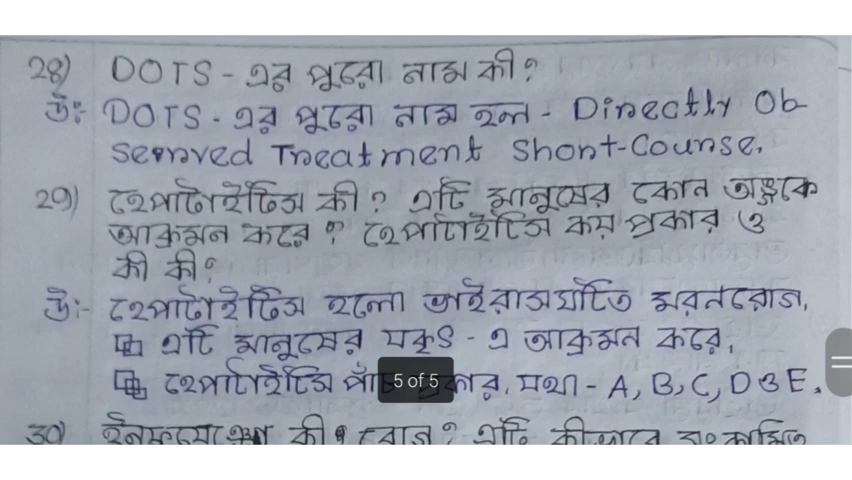 28) DOTS - এর পুরো নাম কী?
উঃ DOTS - এর পুরো নাম হল - Directly Ob
served Treatment Short-Course.
29) হেপাটাইটিস কী? এটি মানুষের কোন অঙ্গকে
আক্রমন করে? হেপাটাইটিস কয় প্রকার ও
কী কী?
উঃ- হেপাটাইটিস হলো ভাইরাসঘটিত মরনরোগ,
এটি মানুষের যকৃৎ - এ আক্রমন করে,
হেপাটাইটিস পাঁচ প্রকার, যথা - A, B, C, D ও E.
5 of 5
30) কী রোগ? এটি কীভাবে সংক্রামিত